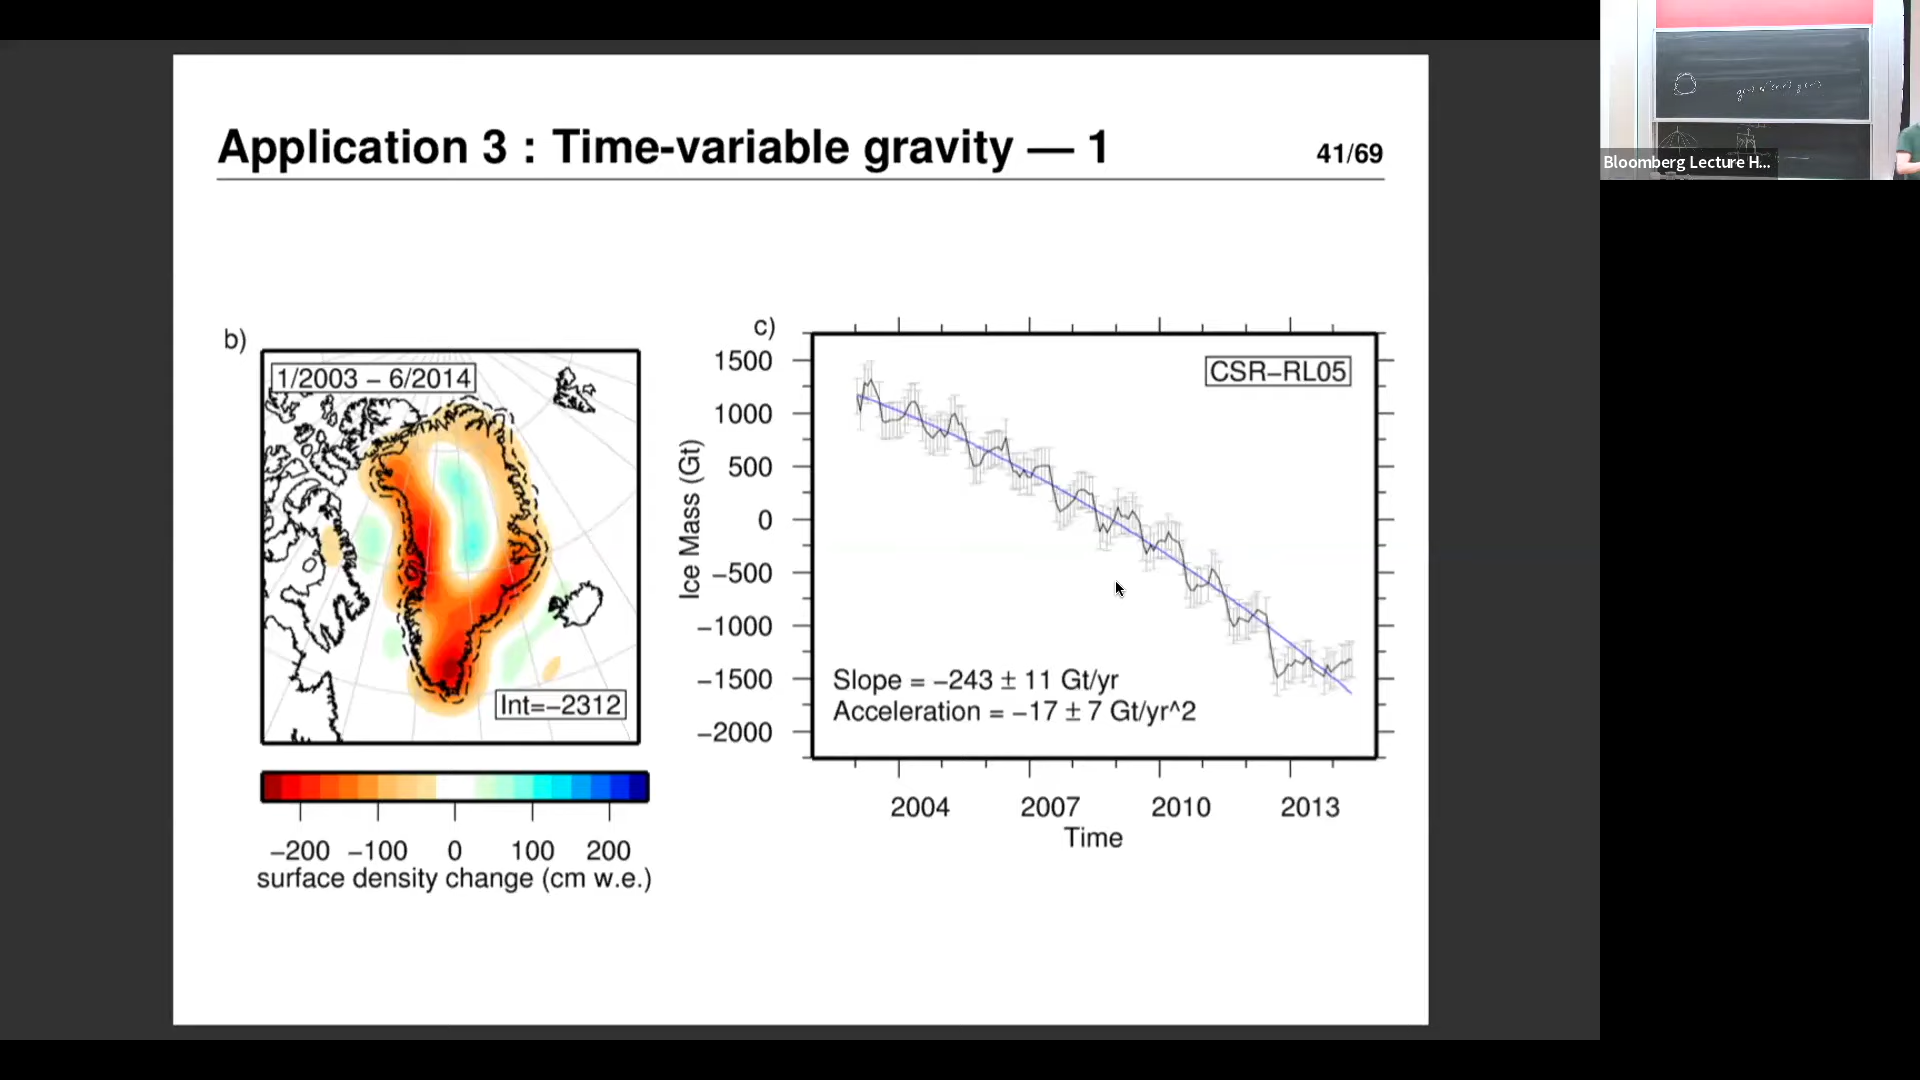 Application 3 : Time-variable gravity — 1
41/69
b)
1/2003 – 6/2014
Int=−2312
−200 −100 0 100 200
surface density change (cm w.e.)
c)
CSR−RL05
1500
1000
500
0
−500
−1000
−1500
−2000
Ice Mass (Gt)
Slope = −243 ± 11 Gt/yr
Acceleration = −17 ± 7 Gt/yr^2
2004 2007 2010 2013
Time
Bloomberg Lecture H...